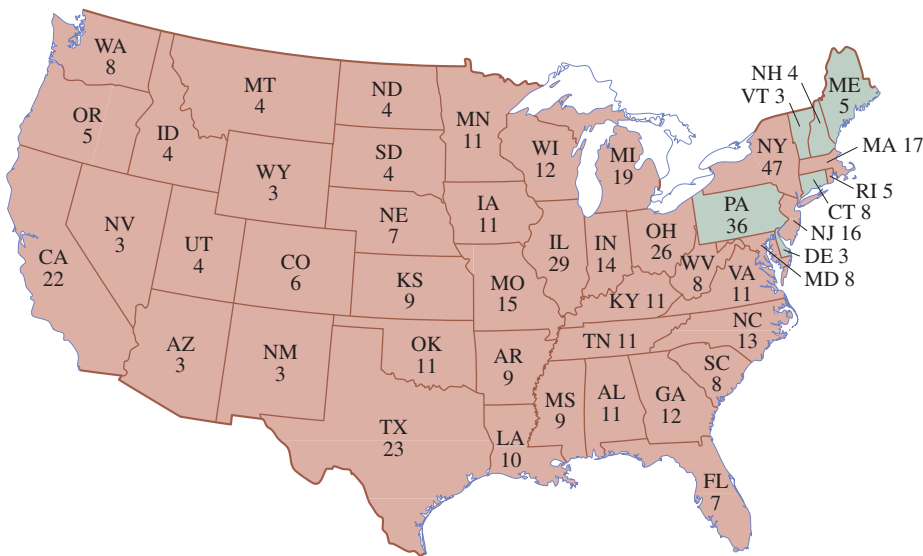 WA
8
MT
4
ND
4
MN
11
NH 4
VT 3
ME
5
OR
5
ID
4
SD
4
WI
12
MI
19
NY
47
MA 17
WY
3
RI 5
IA
11
PA
36
CT 8
NV
3
NE
7
NJ 16
CA
22
UT
4
CO
6
IL
29
IN
14
OH
26
DE 3
MD 8
WV
8
VA
11
KS
9
MO
15
KY 11
NC
13
AZ
3
NM
3
OK
11
AR
9
TN 11
SC
8
MS
9
AL
11
GA
12
TX
23
LA
10
FL
7